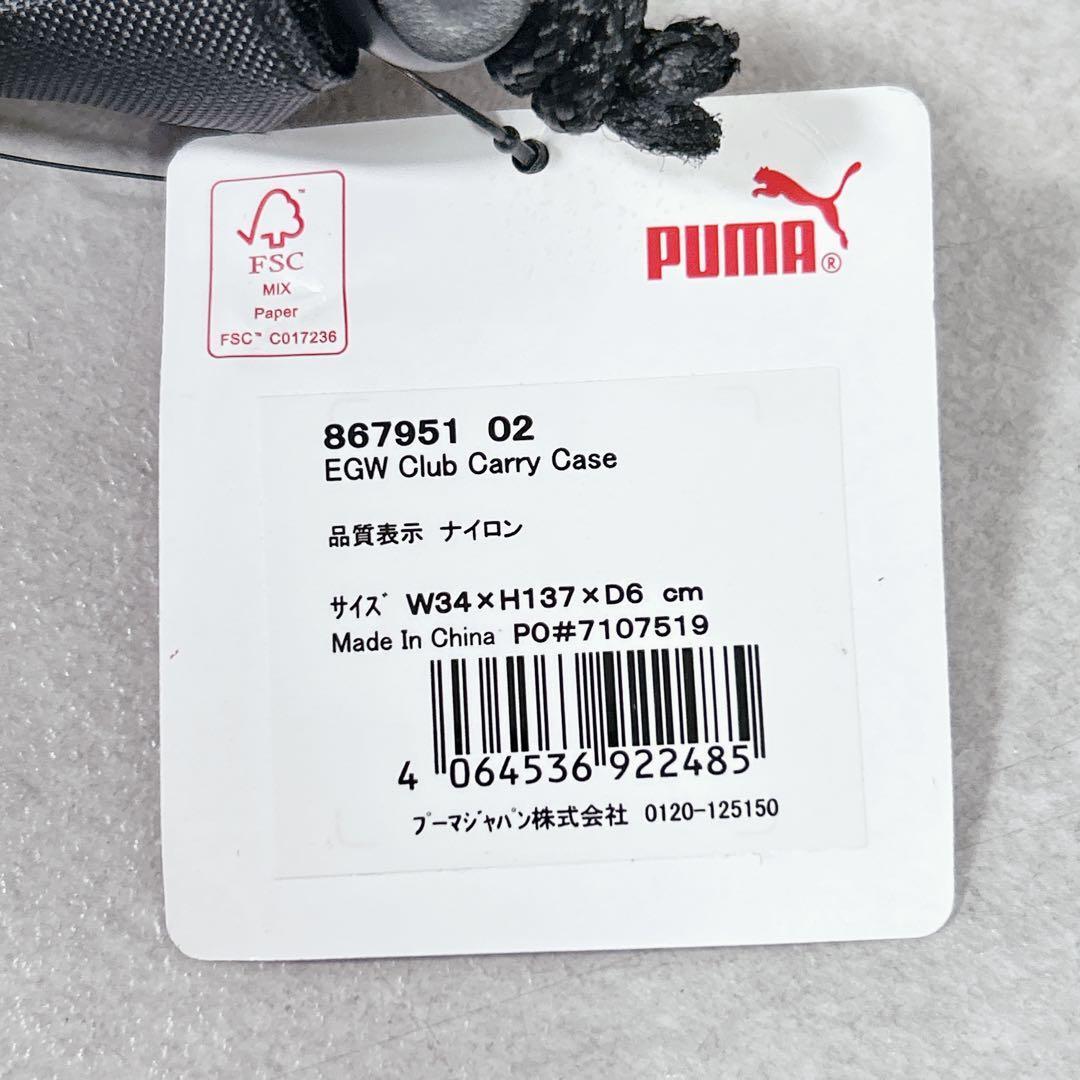 FSC™
MIX
Paper
FSC™ C017236
PUMA®
867951 02
EGW Club Carry Case
品質表示 ナイロン
ｻｲｽﾞ W34×H137×D6 cm
Made In China PO#7107519
4 064536 922485
ﾌﾟｰﾏｼﾞｬﾊﾟﾝ株式会社 0120-125150